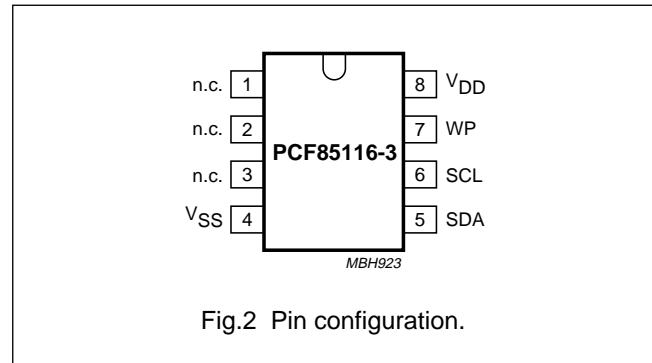 n.c. 1 8 VDD
n.c. 2 7 WP
PCF85116-3
n.c. 3 6 SCL
VSS 4 5 SDA
MBH923
Fig.2 Pin configuration.